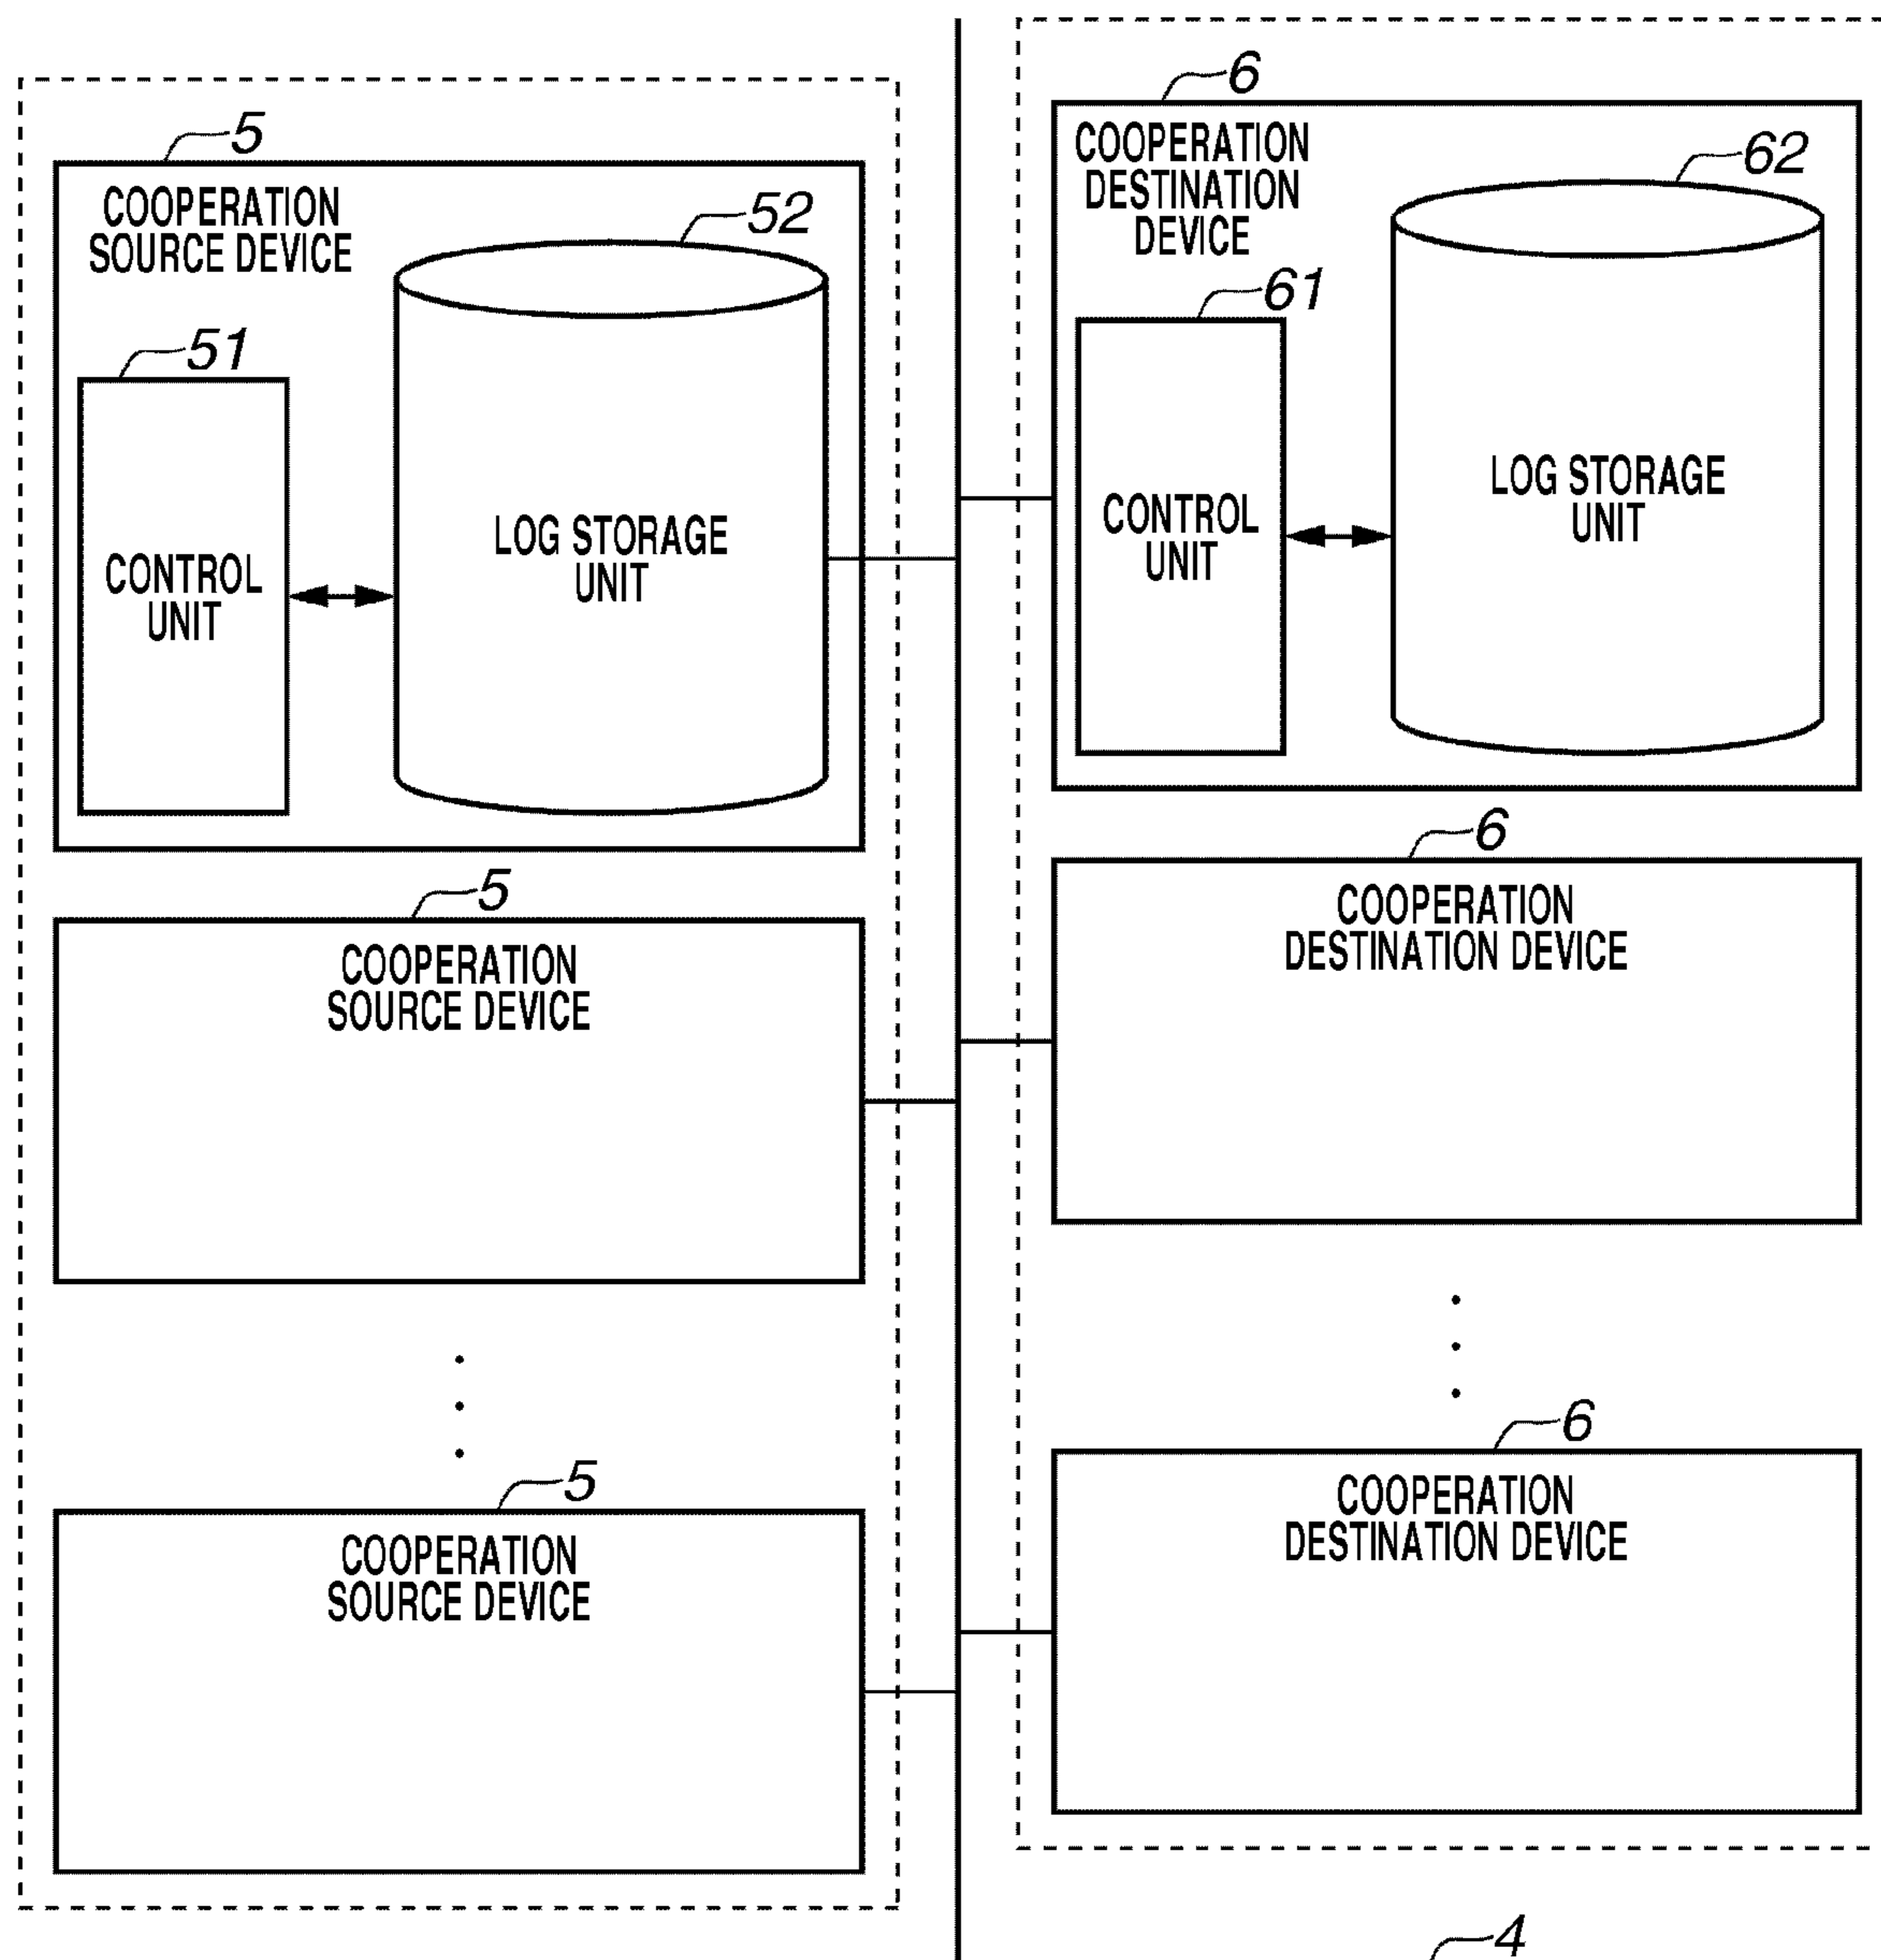 5
COOPERATION
SOURCE DEVICE
52
51
CONTROL
UNIT
LOG STORAGE
UNIT
5
COOPERATION
SOURCE DEVICE
5
COOPERATION
SOURCE DEVICE
6
COOPERATION
DESTINATION
DEVICE
62
61
CONTROL
UNIT
LOG STORAGE
UNIT
6
COOPERATION
DESTINATION DEVICE
6
COOPERATION
DESTINATION DEVICE
4